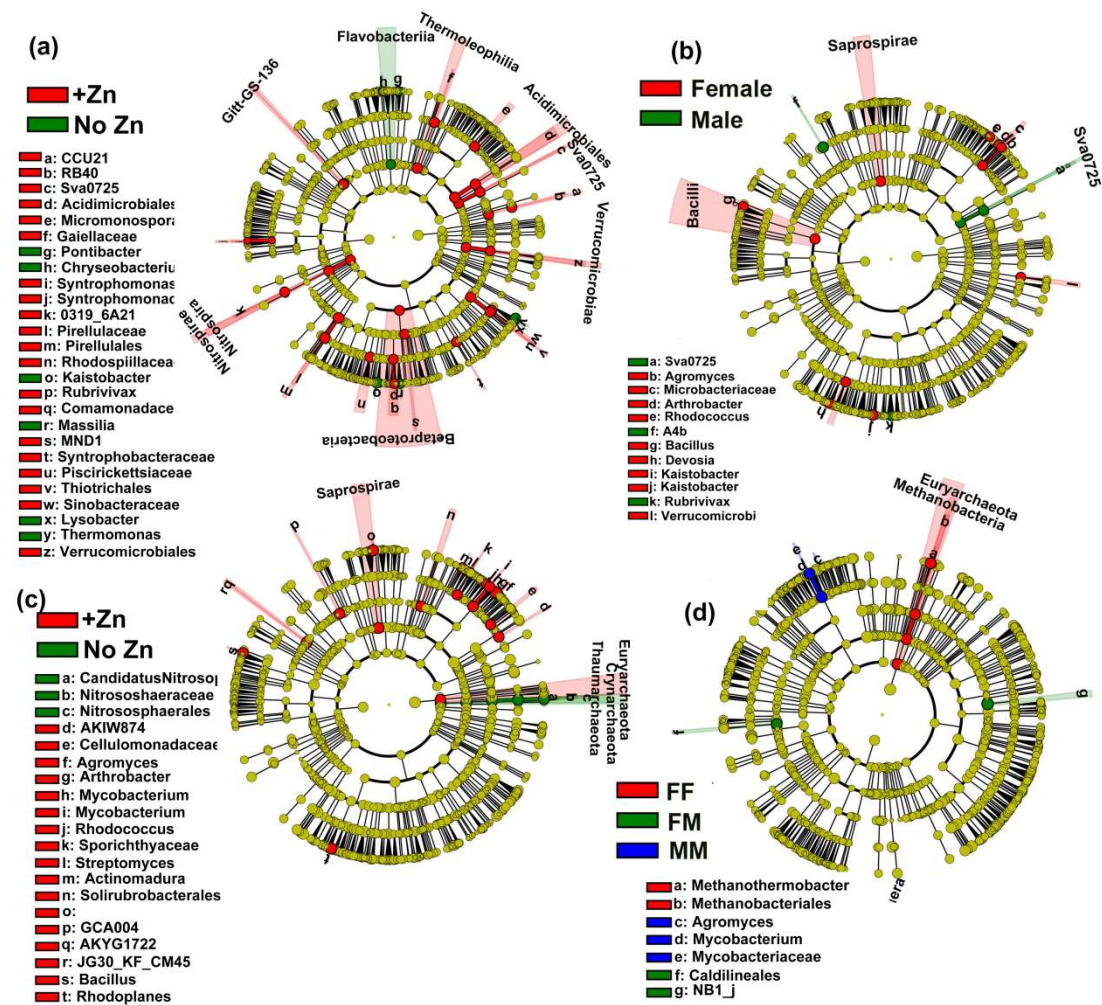 (a)
+Zn
No Zn
a: CCU21
b: RB40
c: Sva0725
d: Acidimicrobiales
e: Micromonospora
f: Gaiellaceae
g: Pontibacter
h: Chryseobacteriu
i: Syntrophomonas
j: Syntrophomonac
k: 0319_6A21
l: Pirellulaceae
m: Pirellulales
n: Rhodospiillacea
o: Kaistobacter
p: Rubrivivax
q: Comamonadace
r: Massilia
s: MND1
t: Syntrophobacteraceae
u: Piscirickettsiaceae
v: Thiotrichales
w: Sinobacteraceae
x: Lysobacter
y: Thermomonas
z: Verrucomicrobiales
Gitt-GS-136
Flavobacteriia
h g
Thermoleophilia
f
e
Acidimicrobiales
d
Sva0725
c
a
b
Verrucomicrobiae
z
w
u
v
t
s
Betaproteobacteria
q
o
n
m
Nitrospirae
Nitrospira
k
(b)
Female
Male
a: Sva0725
b: Agromyces
c: Microbacteriaceae
d: Arthrobacter
e: Rhodococcus
f: A4b
g: Bacillus
h: Devosia
i: Kaistobacter
j: Kaistobacter
k: Rubrivivax
l: Verrucomicrobi
Saprospirae
f
e
d
b
c
Sva0725
a
Bacilli
g
l
h
i
j
k
(c)
+Zn
No Zn
a: CandidatusNitrosop
b: Nitrososhaeraceae
c: Nitrososphaerales
d: AKIW874
e: Cellulomonadaceae
f: Agromyces
g: Arthrobacter
h: Mycobacterium
i: Mycobacterium
j: Rhodococcus
k: Sporichthyaceae
l: Streptomyces
m: Actinomadura
n: Solirubrobacterales
o:
p: GCA004
q: AKYG1722
r: JG30_KF_CM45
s: Bacillus
t: Rhodoplanes
Saprospirae
o
p
n
r
q
s
m
l
k
i
j
h
g
f
e
d
Euryarchaeota
Crynarchaeota
Thaumarchaeota
a
b
c
t
(d)
FF
FM
MM
a: Methanothermobacter
b: Methanobacteriales
c: Agromyces
d: Mycobacterium
e: Mycobacteriaceae
f: Caldilineales
g: NB1_j
Euryarchaeota
Methanobacteria
b
a
e
d
c
g
f
iera